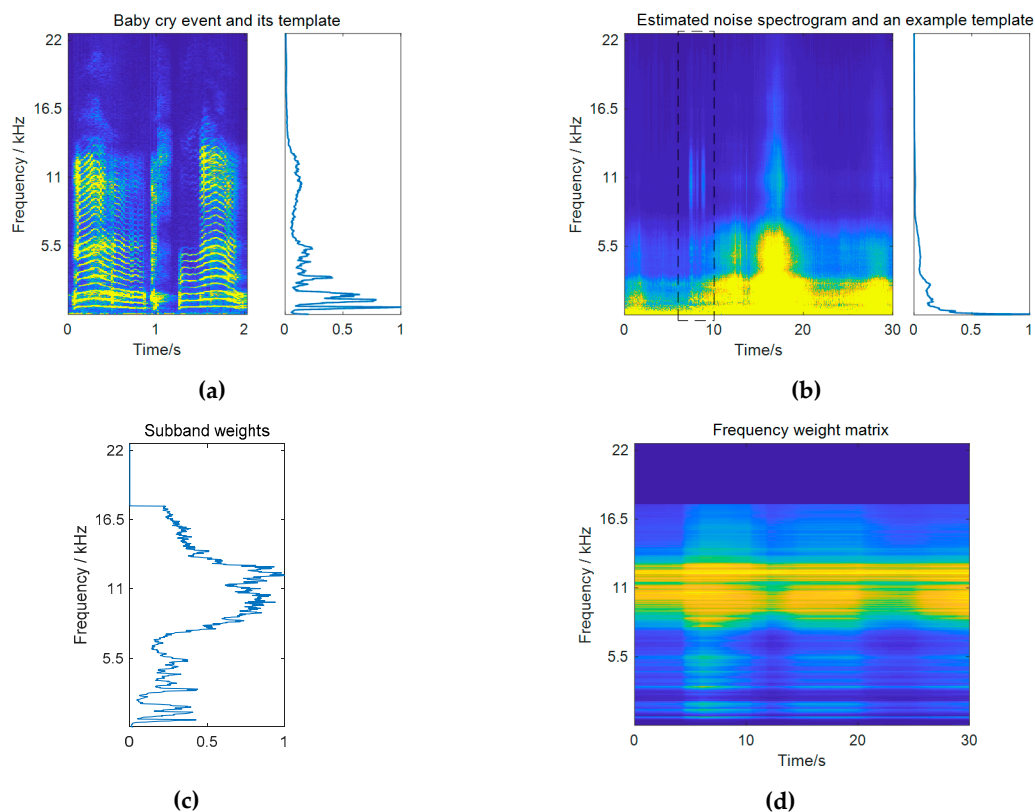 Baby cry event and its template
22
16.5
11
5.5
Frequency / kHz
0 1 2
Time/s
0 0.5 1
(a)
Estimated noise spectrogram and an example template
22
16.5
11
5.5
Frequency / kHz
0 10 20 30
Time/s
0 0.5 1
(b)
Subband weights
22
16.5
11
5.5
Frequency / kHz
0 0.5 1
(c)
Frequency weight matrix
22
16.5
11
5.5
Frequency / kHz
0 10 20 30
Time/s
(d)